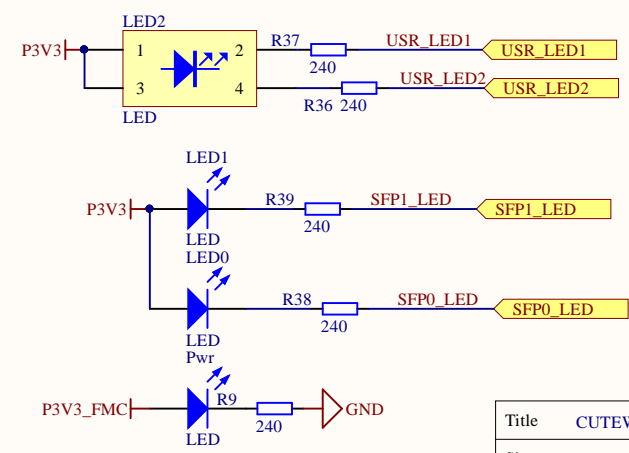 LED2
P3V3 1 2 R37 USR_LED1 USR_LED1
240
3 4 USR_LED2 USR_LED2
R36 240
LED
LED1
P3V3 R39 SFP1_LED SFP1_LED
240
LED
LED0
R38 SFP0_LED SFP0_LED
240
LED
Pwr
P3V3_FMC R9 GND
240
LED
Title